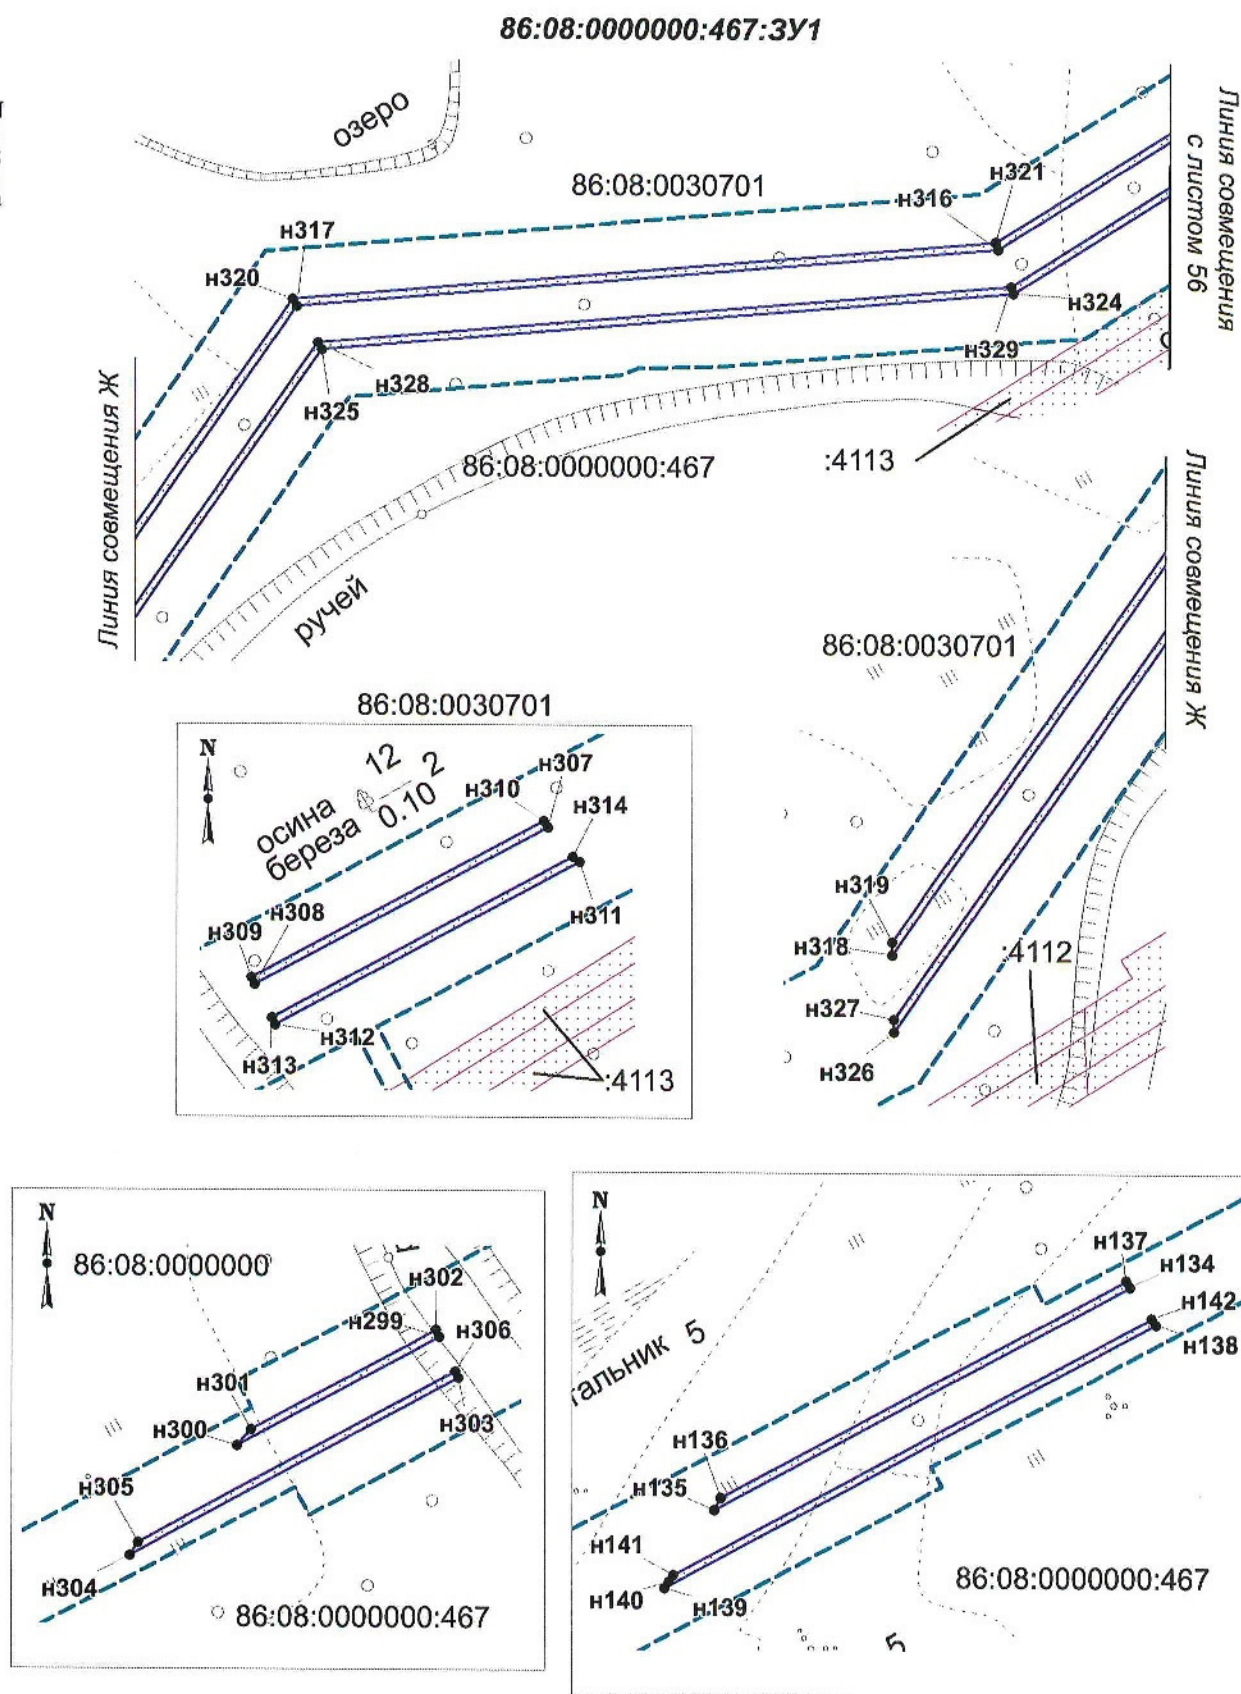 86:08:0000000:467:ЗУ1
озеро
86:08:0030701
н321
н316
н317
н320
н324
н329
н328
н325
Линия совмещения
с листом 56
Линия совмещения Ж
86:08:0000000:467
:4113
ручей
Линия совмещения Ж
86:08:0030701
н319
н318
:4112
н327
н326
86:08:0030701
N
осина
береза
12
0.10
2
н307
н310
н314
н308
н309
н311
н312
н313
:4113
N
86:08:0000000
н302
н299
н306
н301
н300
н303
н305
н304
86:08:0000000:467
N
н137
н134
н142
н138
тальник 5
н136
н135
н141
н140
н139
86:08:0000000:467
5